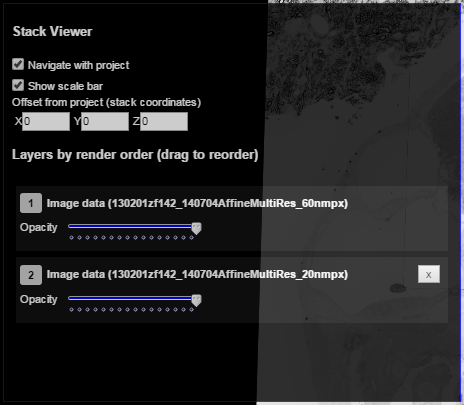 Stack Viewer
Navigate with project
Show scale bar
Offset from project (stack coordinates)
X 0 Y 0 Z 0
Layers by render order (drag to reorder)
1 Image data (130201zf142_140704AffineMultiRes_60nmpx)
Opacity
2 Image data (130201zf142_140704AffineMultiRes_20nmpx) x
Opacity